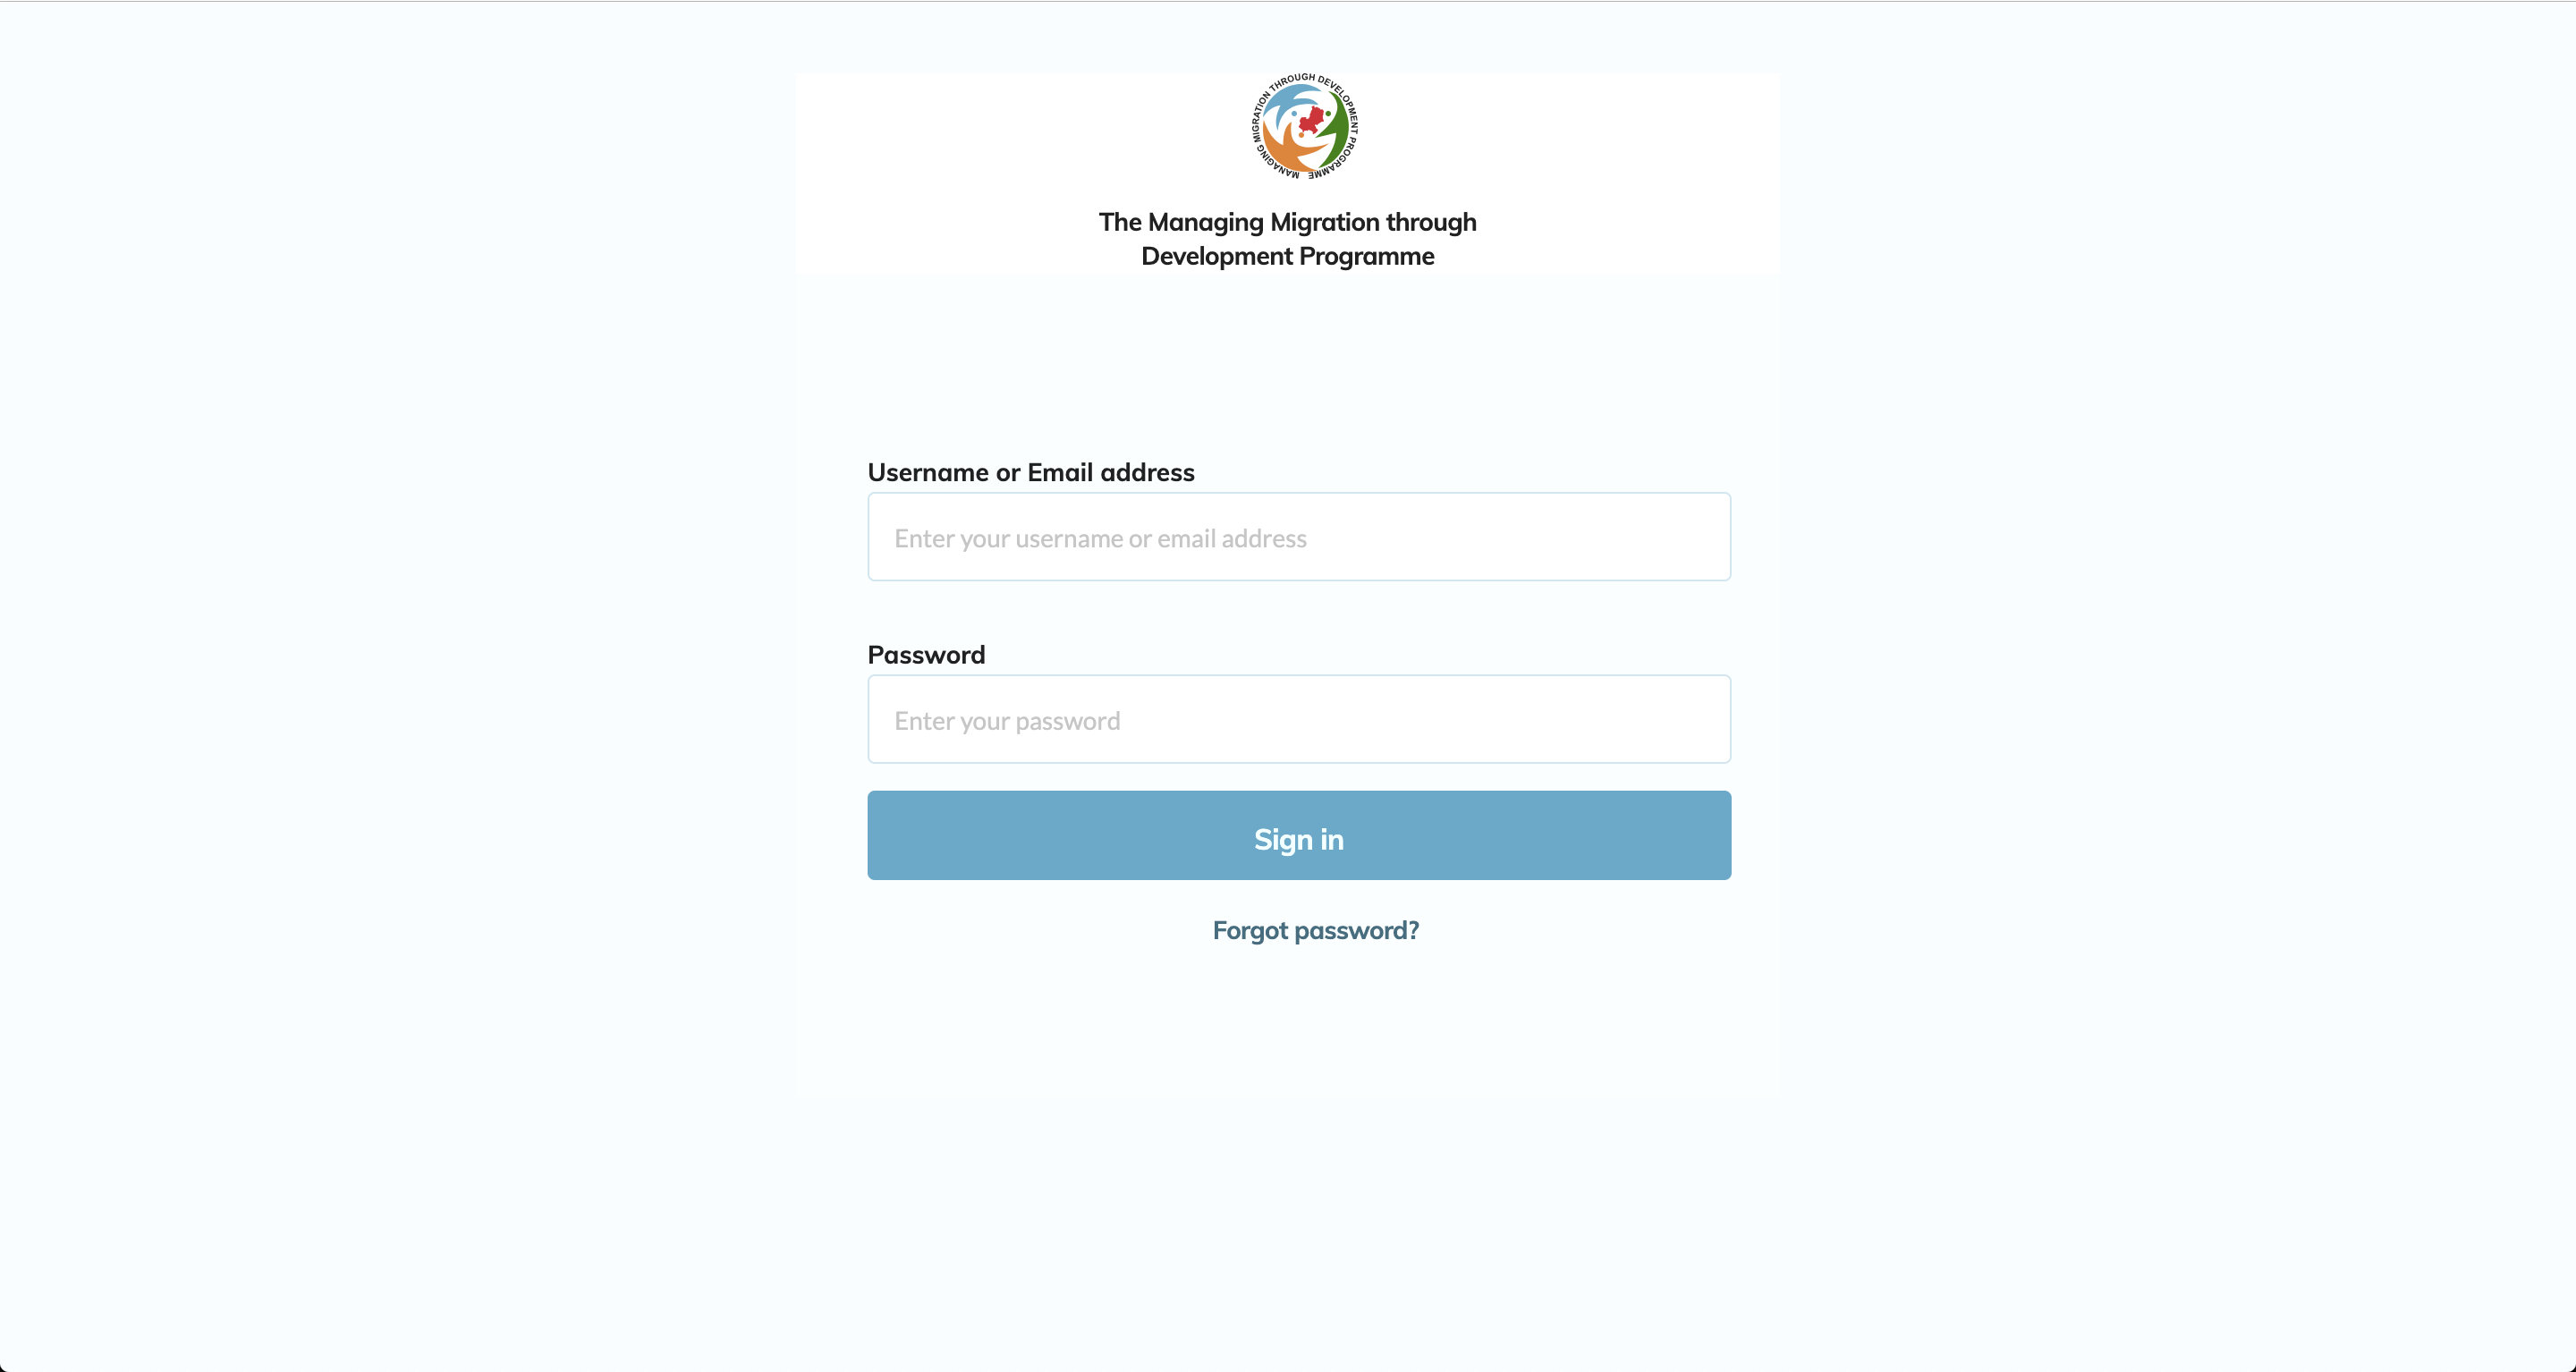 MANAGING MIGRATION THROUGH DEVELOPMENT PROGRAMME
The Managing Migration through
Development Programme
Username or Email address
Enter your username or email address
Password
Enter your password
Sign in
Forgot password?